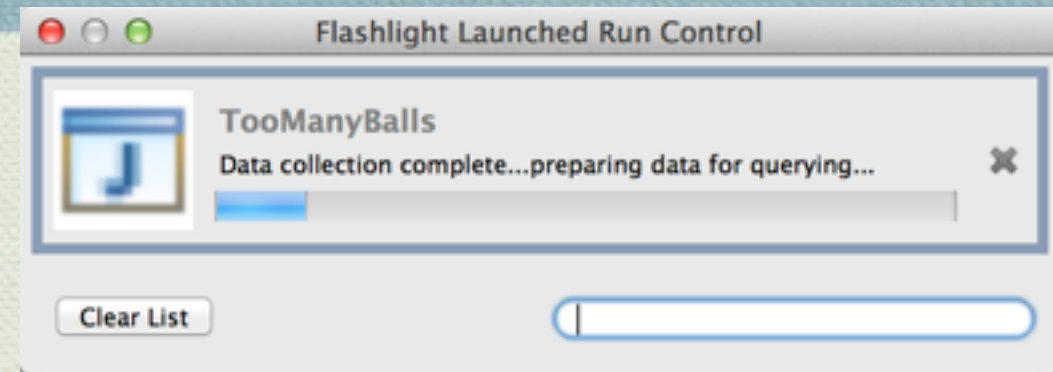 Flashlight Launched Run Control
J
TooManyBalls
Data collection complete...preparing data for querying...
Clear List